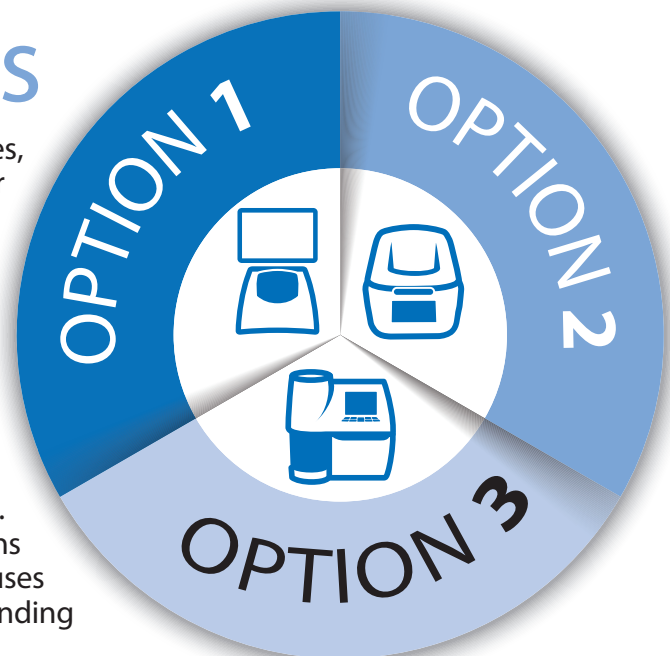 s
es,
OPTION 1
OPTION 2
OPTION 3
.
ns
uses
nding